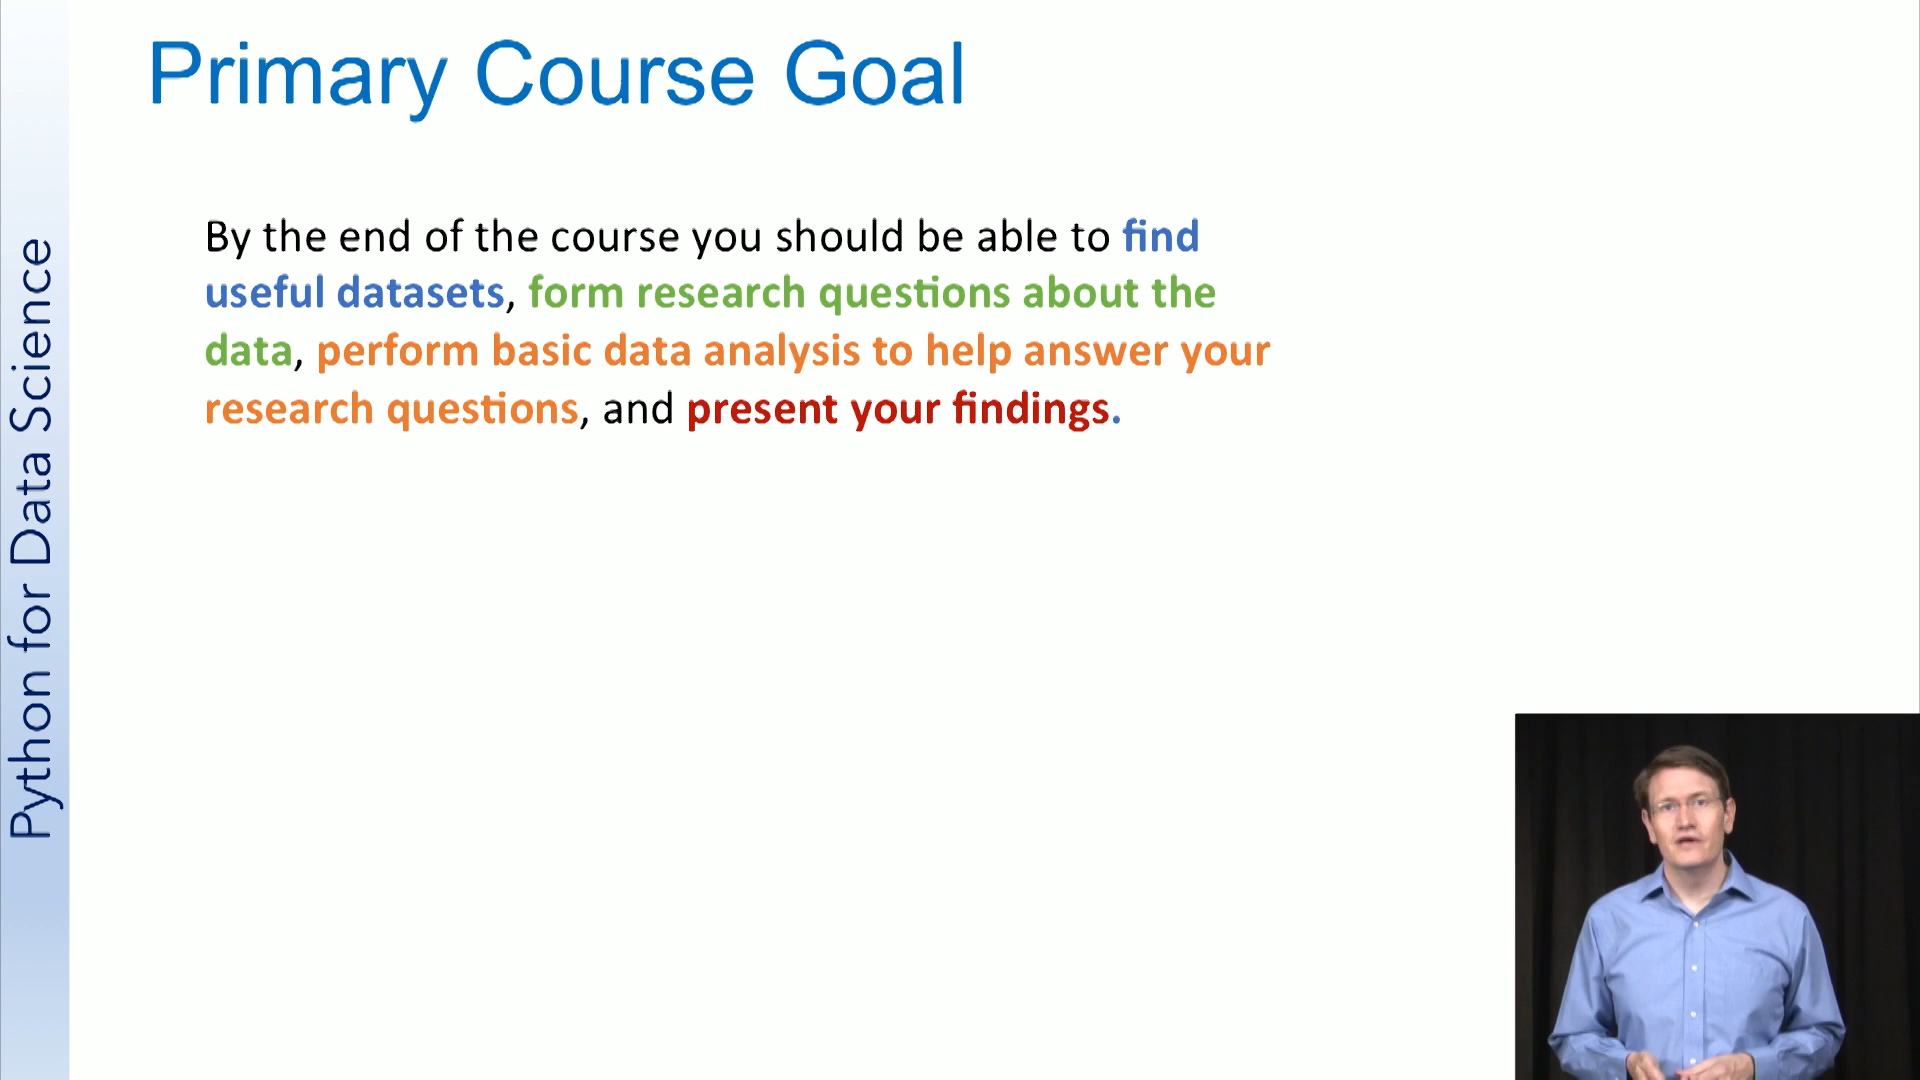 Primary Course Goal
By the end of the course you should be able to find
useful datasets, form research questions about the
data, perform basic data analysis to help answer your
research questions, and present your findings.
Python for Data Science